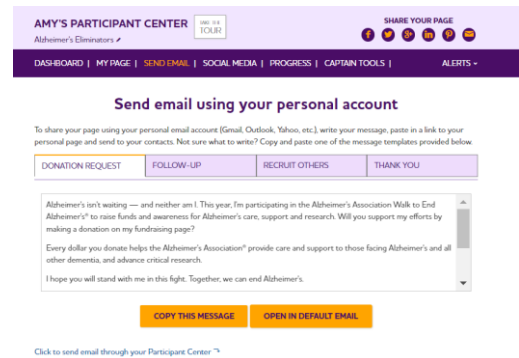 AMY'S PARTICIPANT CENTER
TAKE THE
TOUR
SHARE YOUR PAGE
Alzheimer's Eliminators
DASHBOARD | MY PAGE | SEND EMAIL | SOCIAL MEDIA | PROGRESS | CAPTAIN TOOLS | ALERTS
Send email using your personal account
To share your page using your personal email account (Gmail, Outlook, Yahoo, etc.), write your message, paste in a link to your
personal page and send to your contacts. Not sure what to write? Copy and paste one of the message templates provided below.
DONATION REQUEST
FOLLOW-UP
RECRUIT OTHERS
THANK YOU
Alzheimer's isn't waiting — and neither am I. This year, I'm participating in the Alzheimer's Association Walk to End
Alzheimer's® to raise funds and awareness for Alzheimer's care, support and research. Will you support my efforts by
making a donation on my fundraising page?
Every dollar you donate helps the Alzheimer's Association® provide care and support to those facing Alzheimer's and all
other dementia, and advance critical research.
I hope you will stand with me in this fight. Together, we can end Alzheimer's.
COPY THIS MESSAGE
OPEN IN DEFAULT EMAIL
Click to send email through your Participant Center